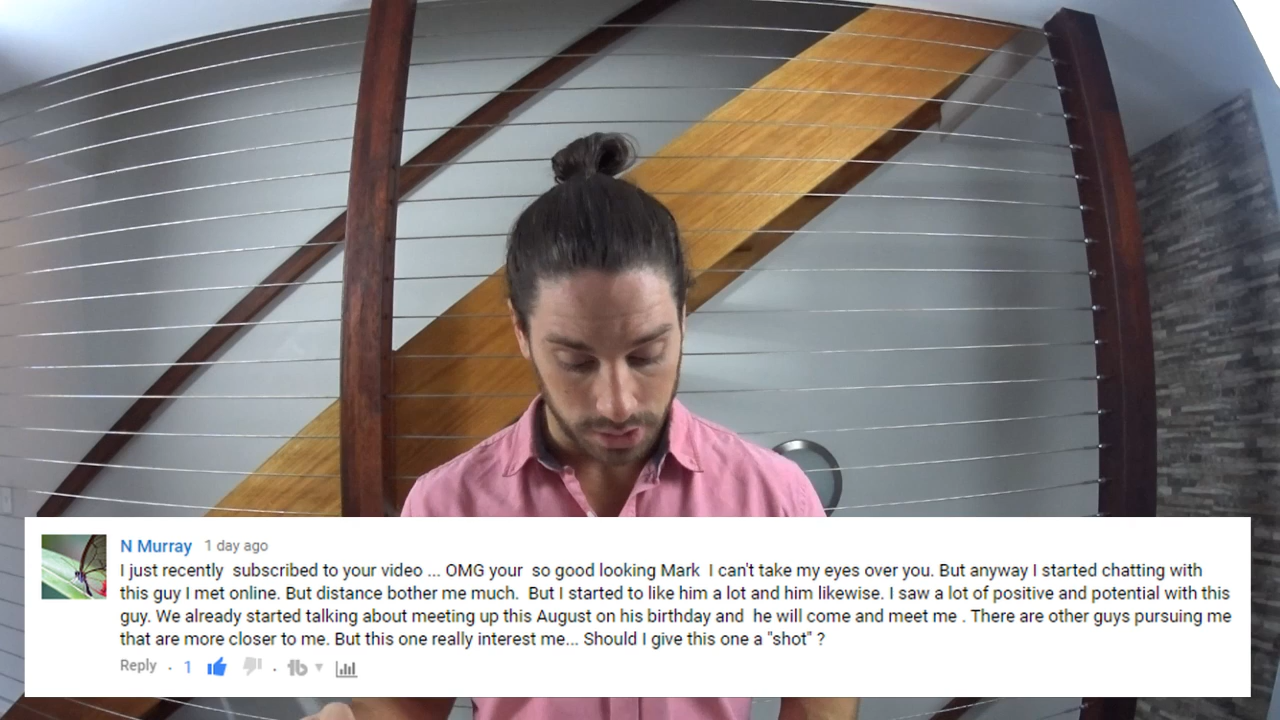 N Murray 1 day ago
I just recently subscribed to your video ... OMG your so good looking Mark I can't take my eyes over you. But anyway I started chatting with
this guy I met online. But distance bother me much. But I started to like him a lot and him likewise. I saw a lot of positive and potential with this
guy. We already started talking about meeting up this August on his birthday and he will come and meet me . There are other guys pursuing me
that are more closer to me. But this one really interest me... Should I give this one a "shot" ?
Reply · 1 · tb